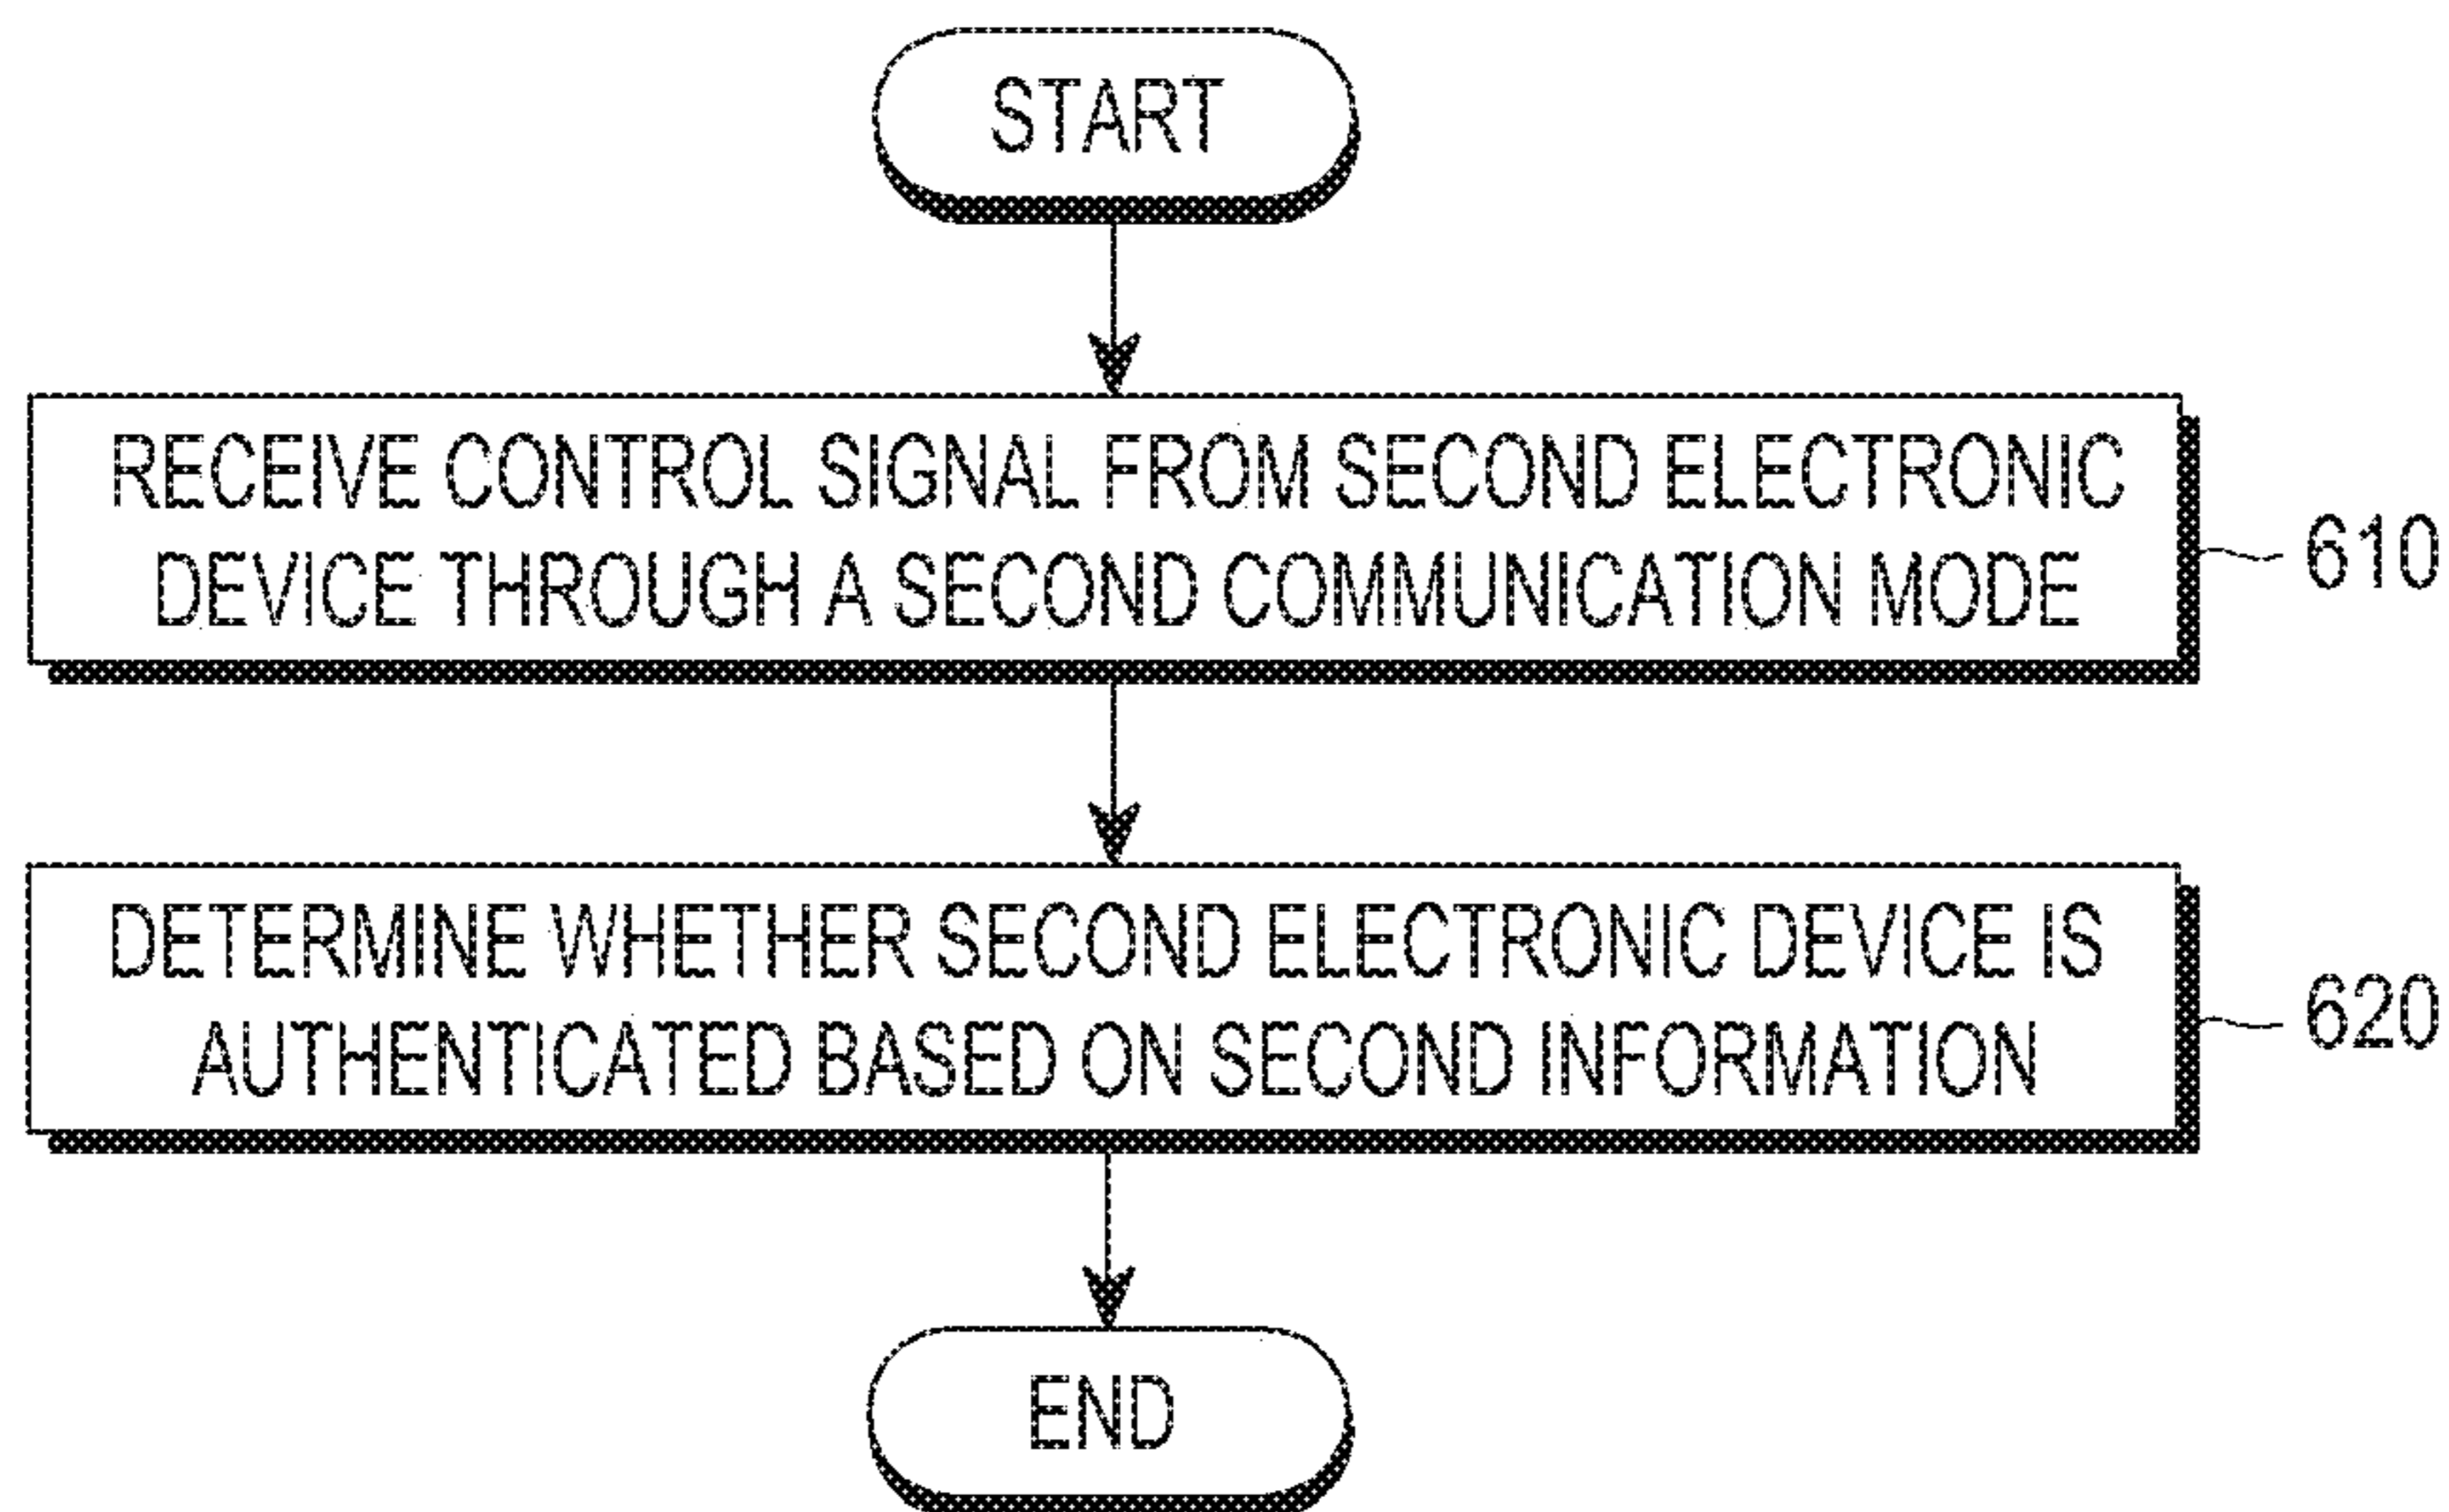 START
RECEIVE CONTROL SIGNAL FROM SECOND ELECTRONIC
DEVICE THROUGH A SECOND COMMUNICATION MODE
610
DETERMINE WHETHER SECOND ELECTRONIC DEVICE IS
AUTHENTICATED BASED ON SECOND INFORMATION
620
END